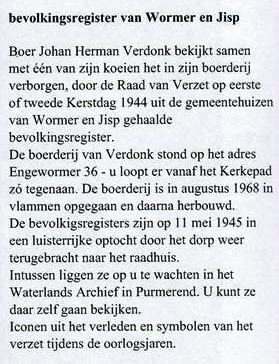 bevolkingsregister van Wormer en Jisp
Boer Johan Herman Verdonk bekijkt samen
met één van zijn koeien het in zijn boerderij
verborgen, door de Raad van Verzet op eerste
of tweede Kerstdag 1944 uit de gemeentehuizen
van Wormer en Jisp gehaalde
bevolkingsregister.
De boerderij van Verdonk stond op het adres
Engewormer 36 - u loopt er vanaf het Kerkepad
zó tegenaan. De boerderij is in augustus 1968 in
vlammen opgegaan en daarna herbouwd.
De bevolkigsregisters zijn op 11 mei 1945 in
een luisterrijke optocht door het dorp weer
terugebracht naar het raadhuis.
Intussen liggen ze op u te wachten in het
Waterlands Archief in Purmerend. U kunt ze
daar zelf gaan bekijken.
Iconen uit het verleden en symbolen van het
verzet tijdens de oorlogsjaren.